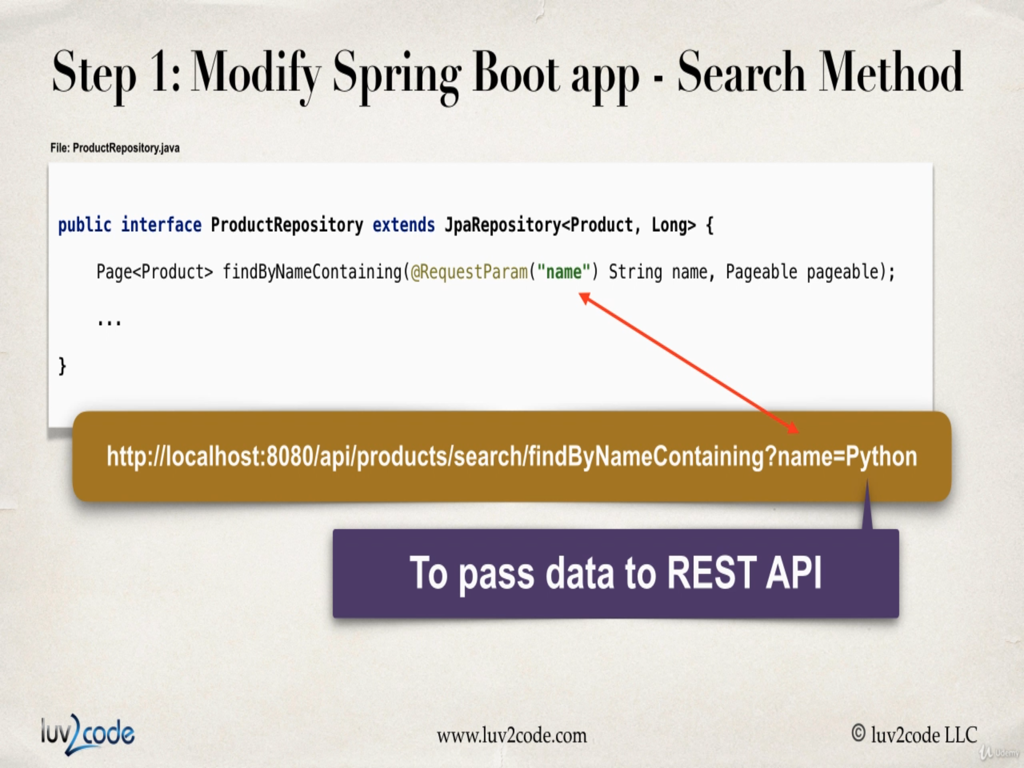 Step 1: Modify Spring Boot app - Search Method
File: ProductRepository.java
public interface ProductRepository extends JpaRepository<Product, Long> {
Page<Product> findByNameContaining(@RequestParam("name") String name, Pageable pageable);
...
}
http://localhost:8080/api/products/search/findByNameContaining?name=Python
To pass data to REST API
luv2code
www.luv2code.com
© luv2code LLC
Udemy